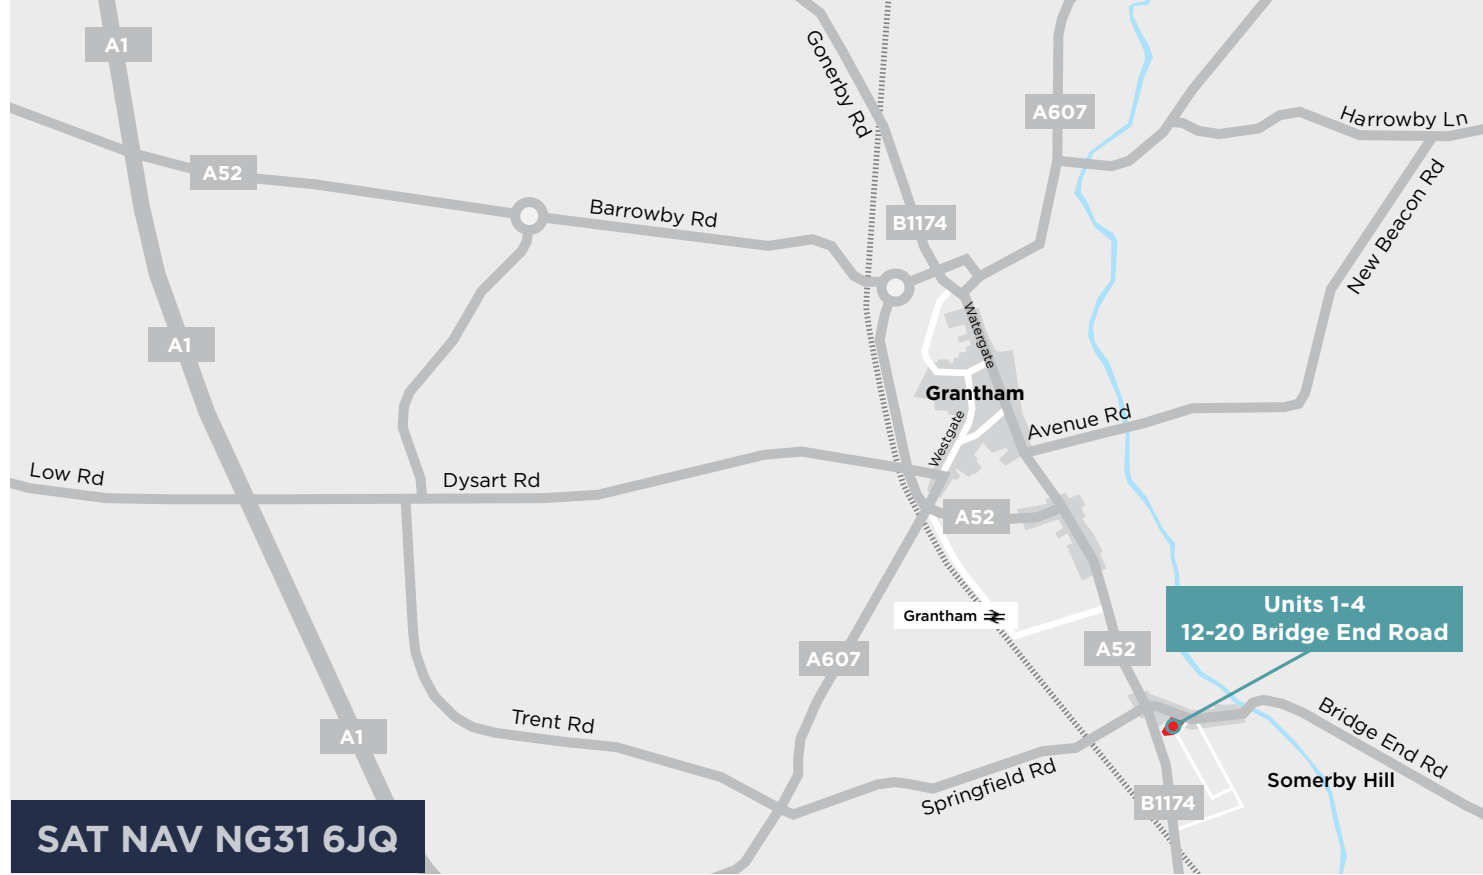 A1
Gonerby Rd
A607
Harrowby Ln
A52
Barrowby Rd
B1174
New Beacon Rd
A1
Watergate
Grantham
Avenue Rd
Westgate
Low Rd
Dysart Rd
A52
Units 1-4
12-20 Bridge End Road
Grantham
A52
A607
Trent Rd
A1
Bridge End Rd
Springfield Rd
Somerby Hill
B1174
SAT NAV NG31 6JQ